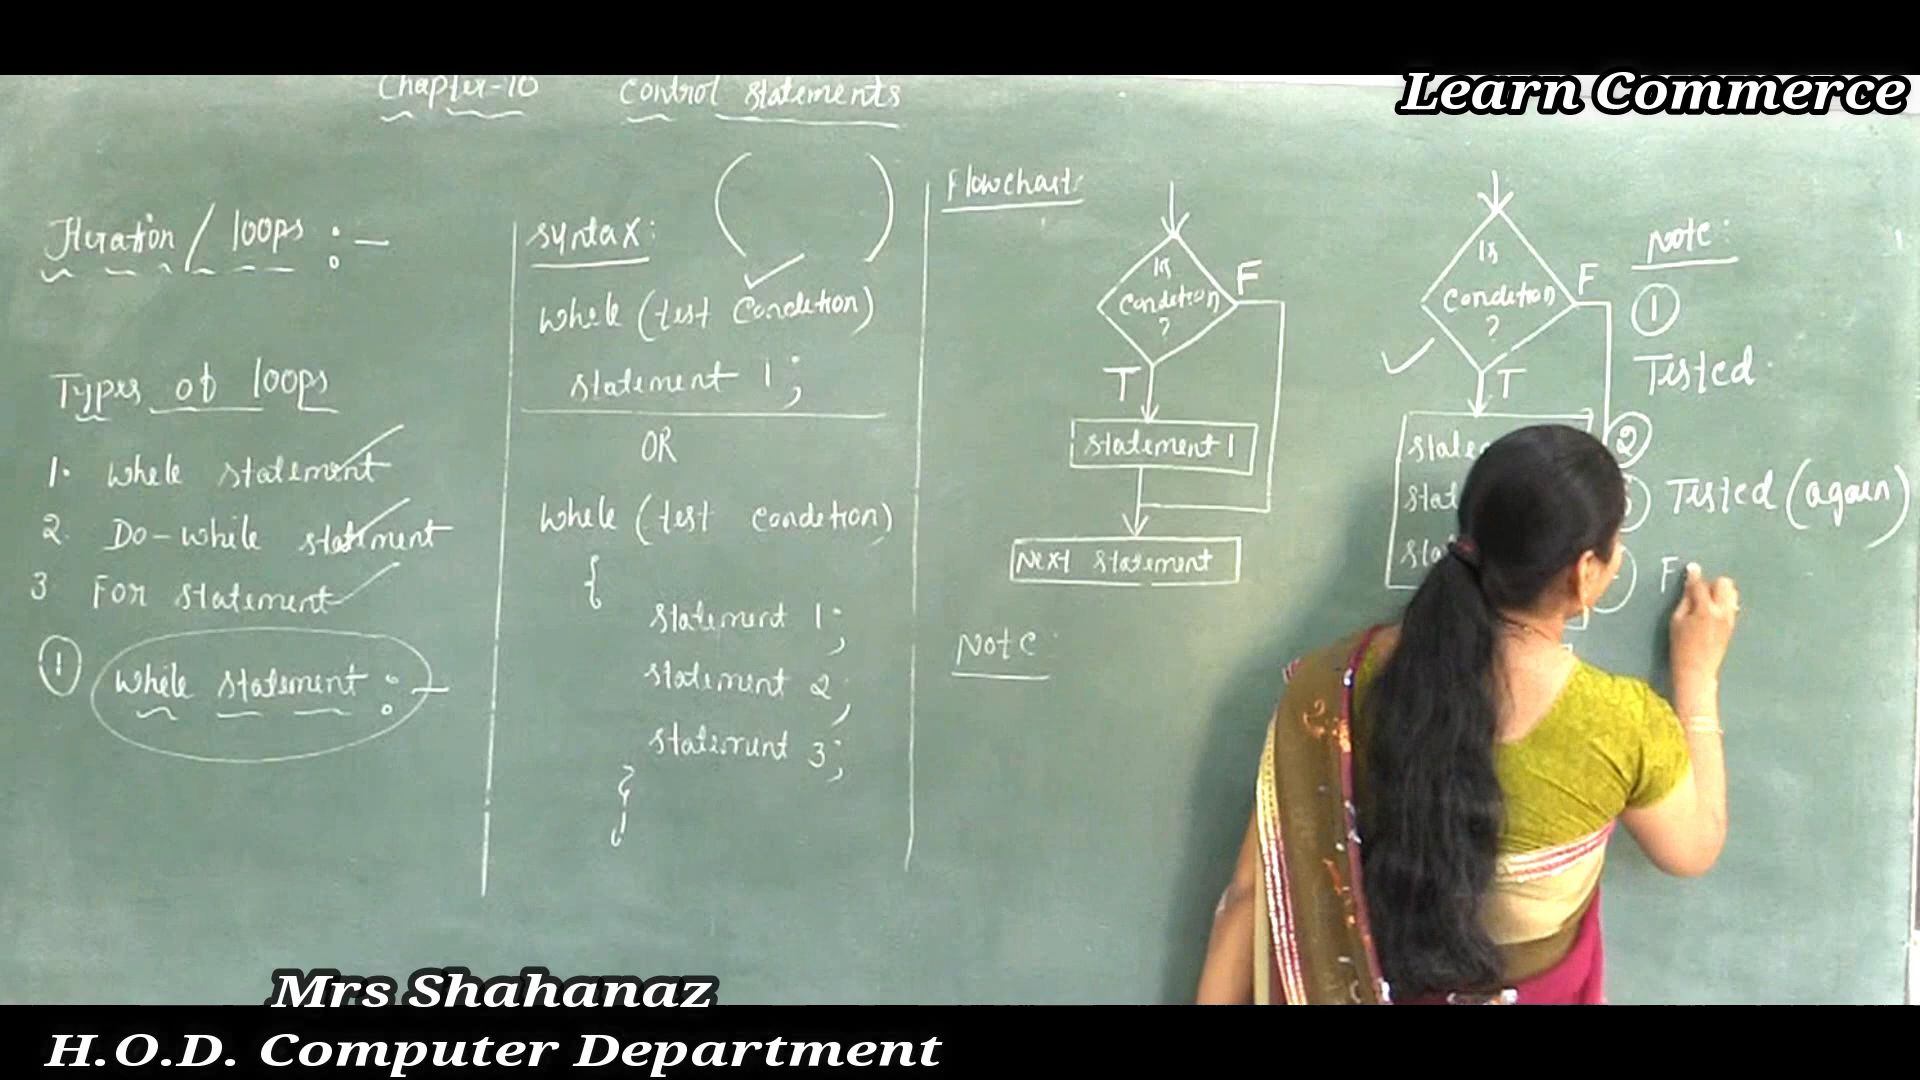 Learn Commerce
Chapter-10 Control Statements
Iteration / loops :-
Types of loops
1. While statement
2. Do-while statement
3 For statement
① While statement :-
Syntax:
While (test Condition)
statement 1;
OR
While (test condition)
{
statement 1;
statement 2;
statement 3;
}
Flowchart:
Is
Condition
?
F
T
statement 1
Next statement
Note:
Is
Condition
?
F
T
Note:
①
Tested.
②
Tested (again)
F
Mrs Shahanaz
H.O.D. Computer Department